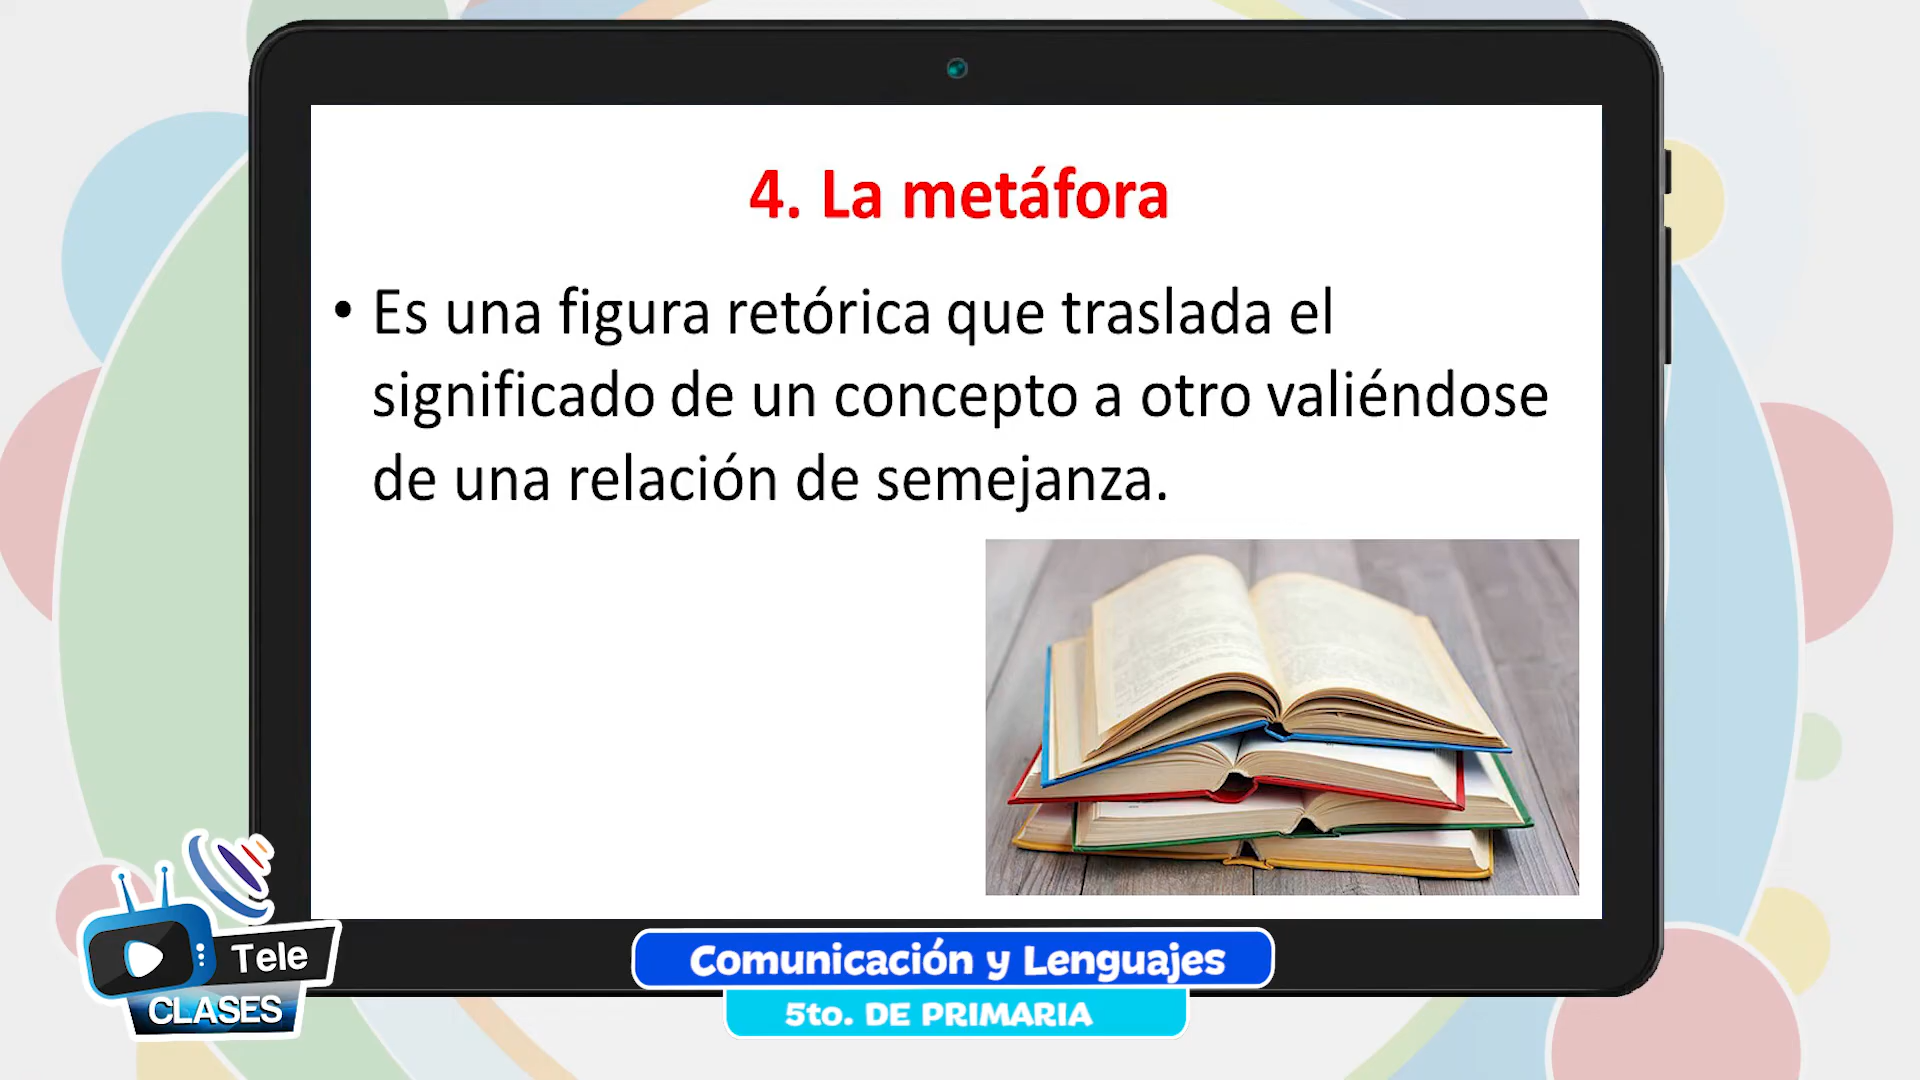 4. La metáfora
• Es una figura retórica que traslada el
significado de un concepto a otro valiéndose
de una relación de semejanza.
Tele
CLASES
Comunicación y Lenguajes
5to. DE PRIMARIA